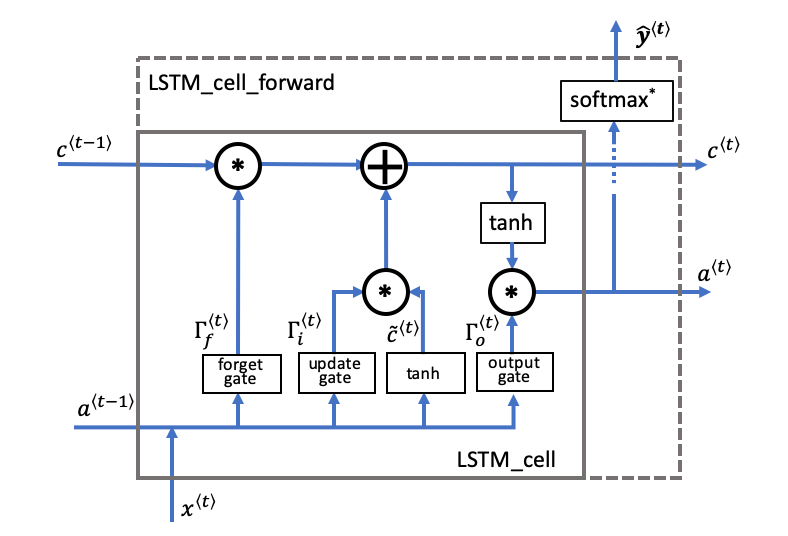 ŷ⟨t⟩
LSTM_cell_forward
softmax*
c⟨t−1⟩
*
+
c⟨t⟩
tanh
*
*
a⟨t⟩
Γf⟨t⟩
Γi⟨t⟩
c̃⟨t⟩
Γo⟨t⟩
forget
gate
update
gate
tanh
output
gate
a⟨t−1⟩
LSTM_cell
x⟨t⟩